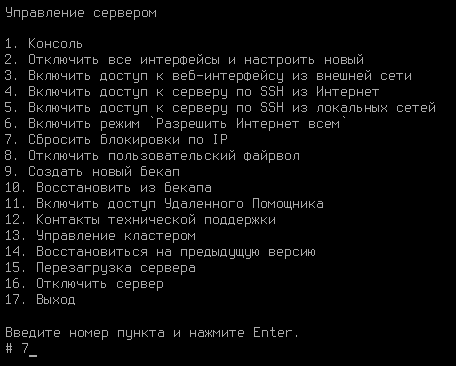 Управление сервером
1. Консоль
2. Отключить все интерфейсы и настроить новый
3. Включить доступ к веб-интерфейсу из внешней сети
4. Включить доступ к серверу по SSH из Интернет
5. Включить доступ к серверу по SSH из локальных сетей
6. Включить режим `Разрешить Интернет всем`
7. Сбросить Блокировки по IP
8. Отключить пользовательский файрвол
9. Создать новый бекап
10. Восстановить из бекапа
11. Включить доступ Удаленного Помощника
12. Контакты технической поддержки
13. Управление кластером
14. Восстановиться на предыдущую версию
15. Перезагрузка сервера
16. Отключить сервер
17. Выход
Введите номер пункта и нажмите Enter.
# 7_